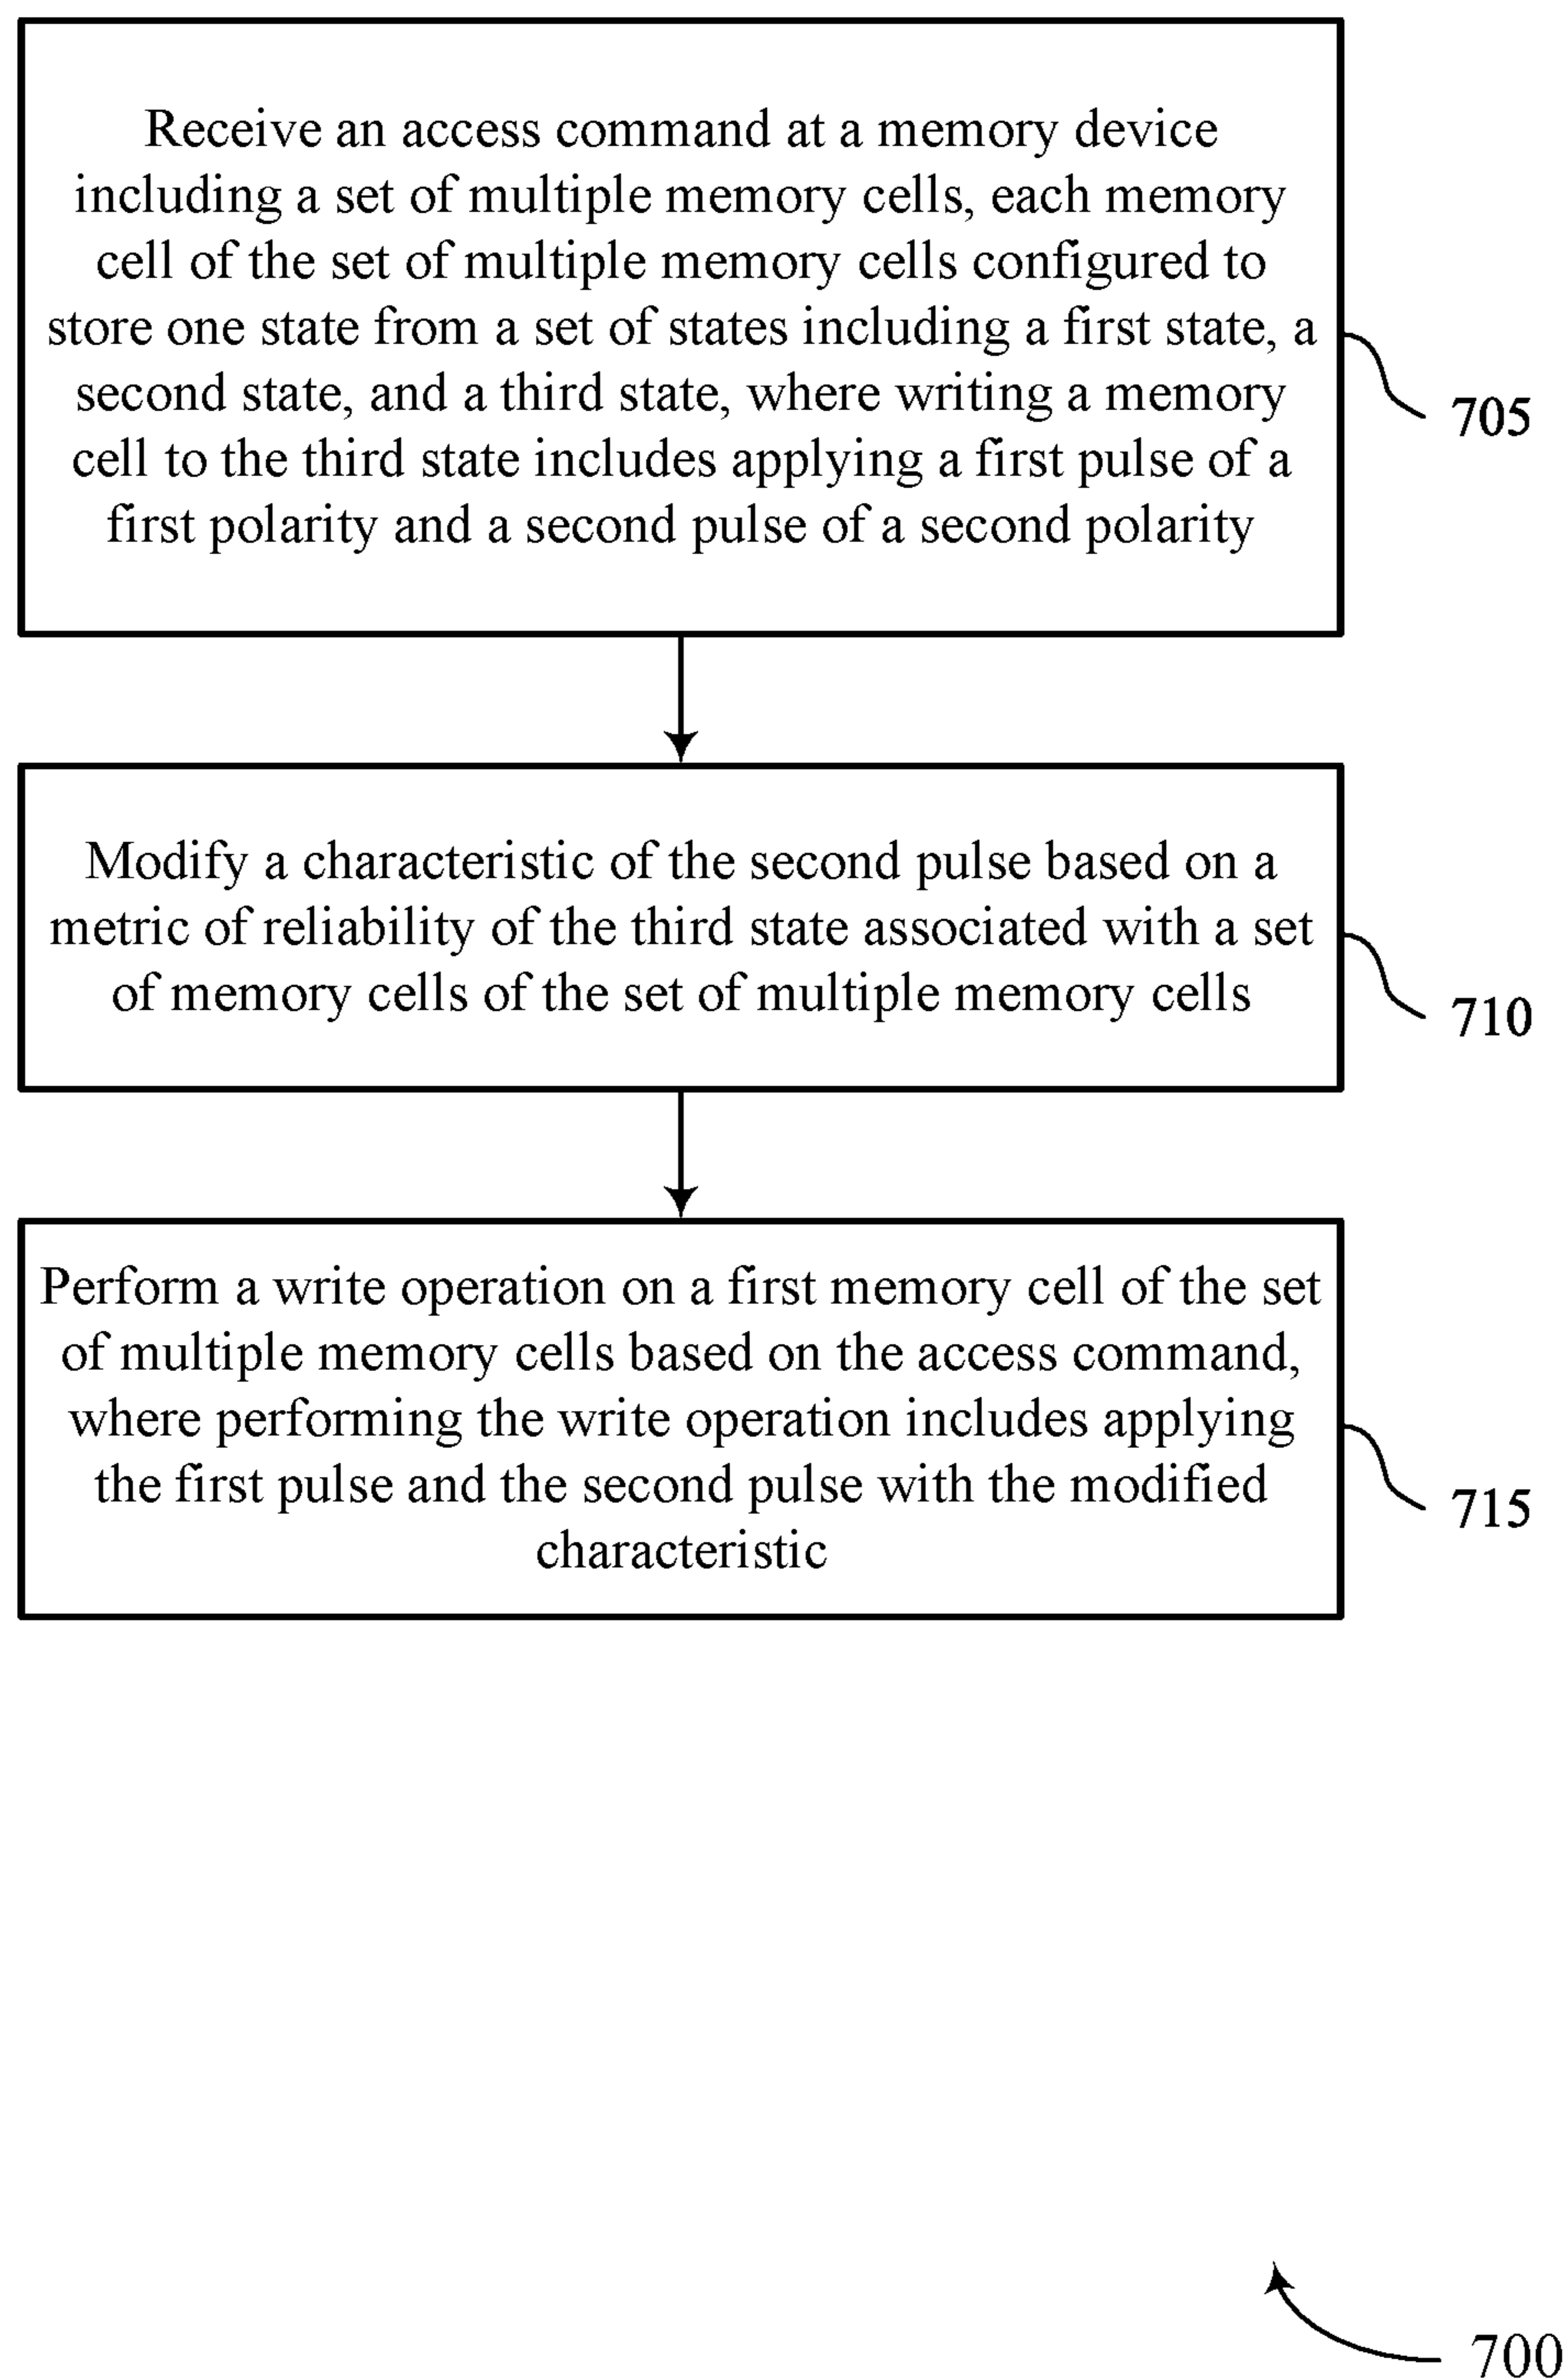 Receive an access command at a memory device
including a set of multiple memory cells, each memory
cell of the set of multiple memory cells configured to
store one state from a set of states including a first state, a
second state, and a third state, where writing a memory
cell to the third state includes applying a first pulse of a
first polarity and a second pulse of a second polarity
705
Modify a characteristic of the second pulse based on a
metric of reliability of the third state associated with a set
of memory cells of the set of multiple memory cells
710
Perform a write operation on a first memory cell of the set
of multiple memory cells based on the access command,
where performing the write operation includes applying
the first pulse and the second pulse with the modified
characteristic
715
700